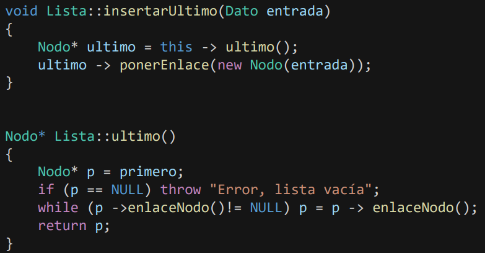 void Lista::insertarUltimo(Dato entrada)
{
    Nodo* ultimo = this -> ultimo();
    ultimo -> ponerEnlace(new Nodo(entrada));
}
Nodo* Lista::ultimo()
{
    Nodo* p = primero;
    if (p == NULL) throw "Error, lista vacía";
    while (p ->enlaceNodo()!= NULL) p = p -> enlaceNodo();
    return p;
}